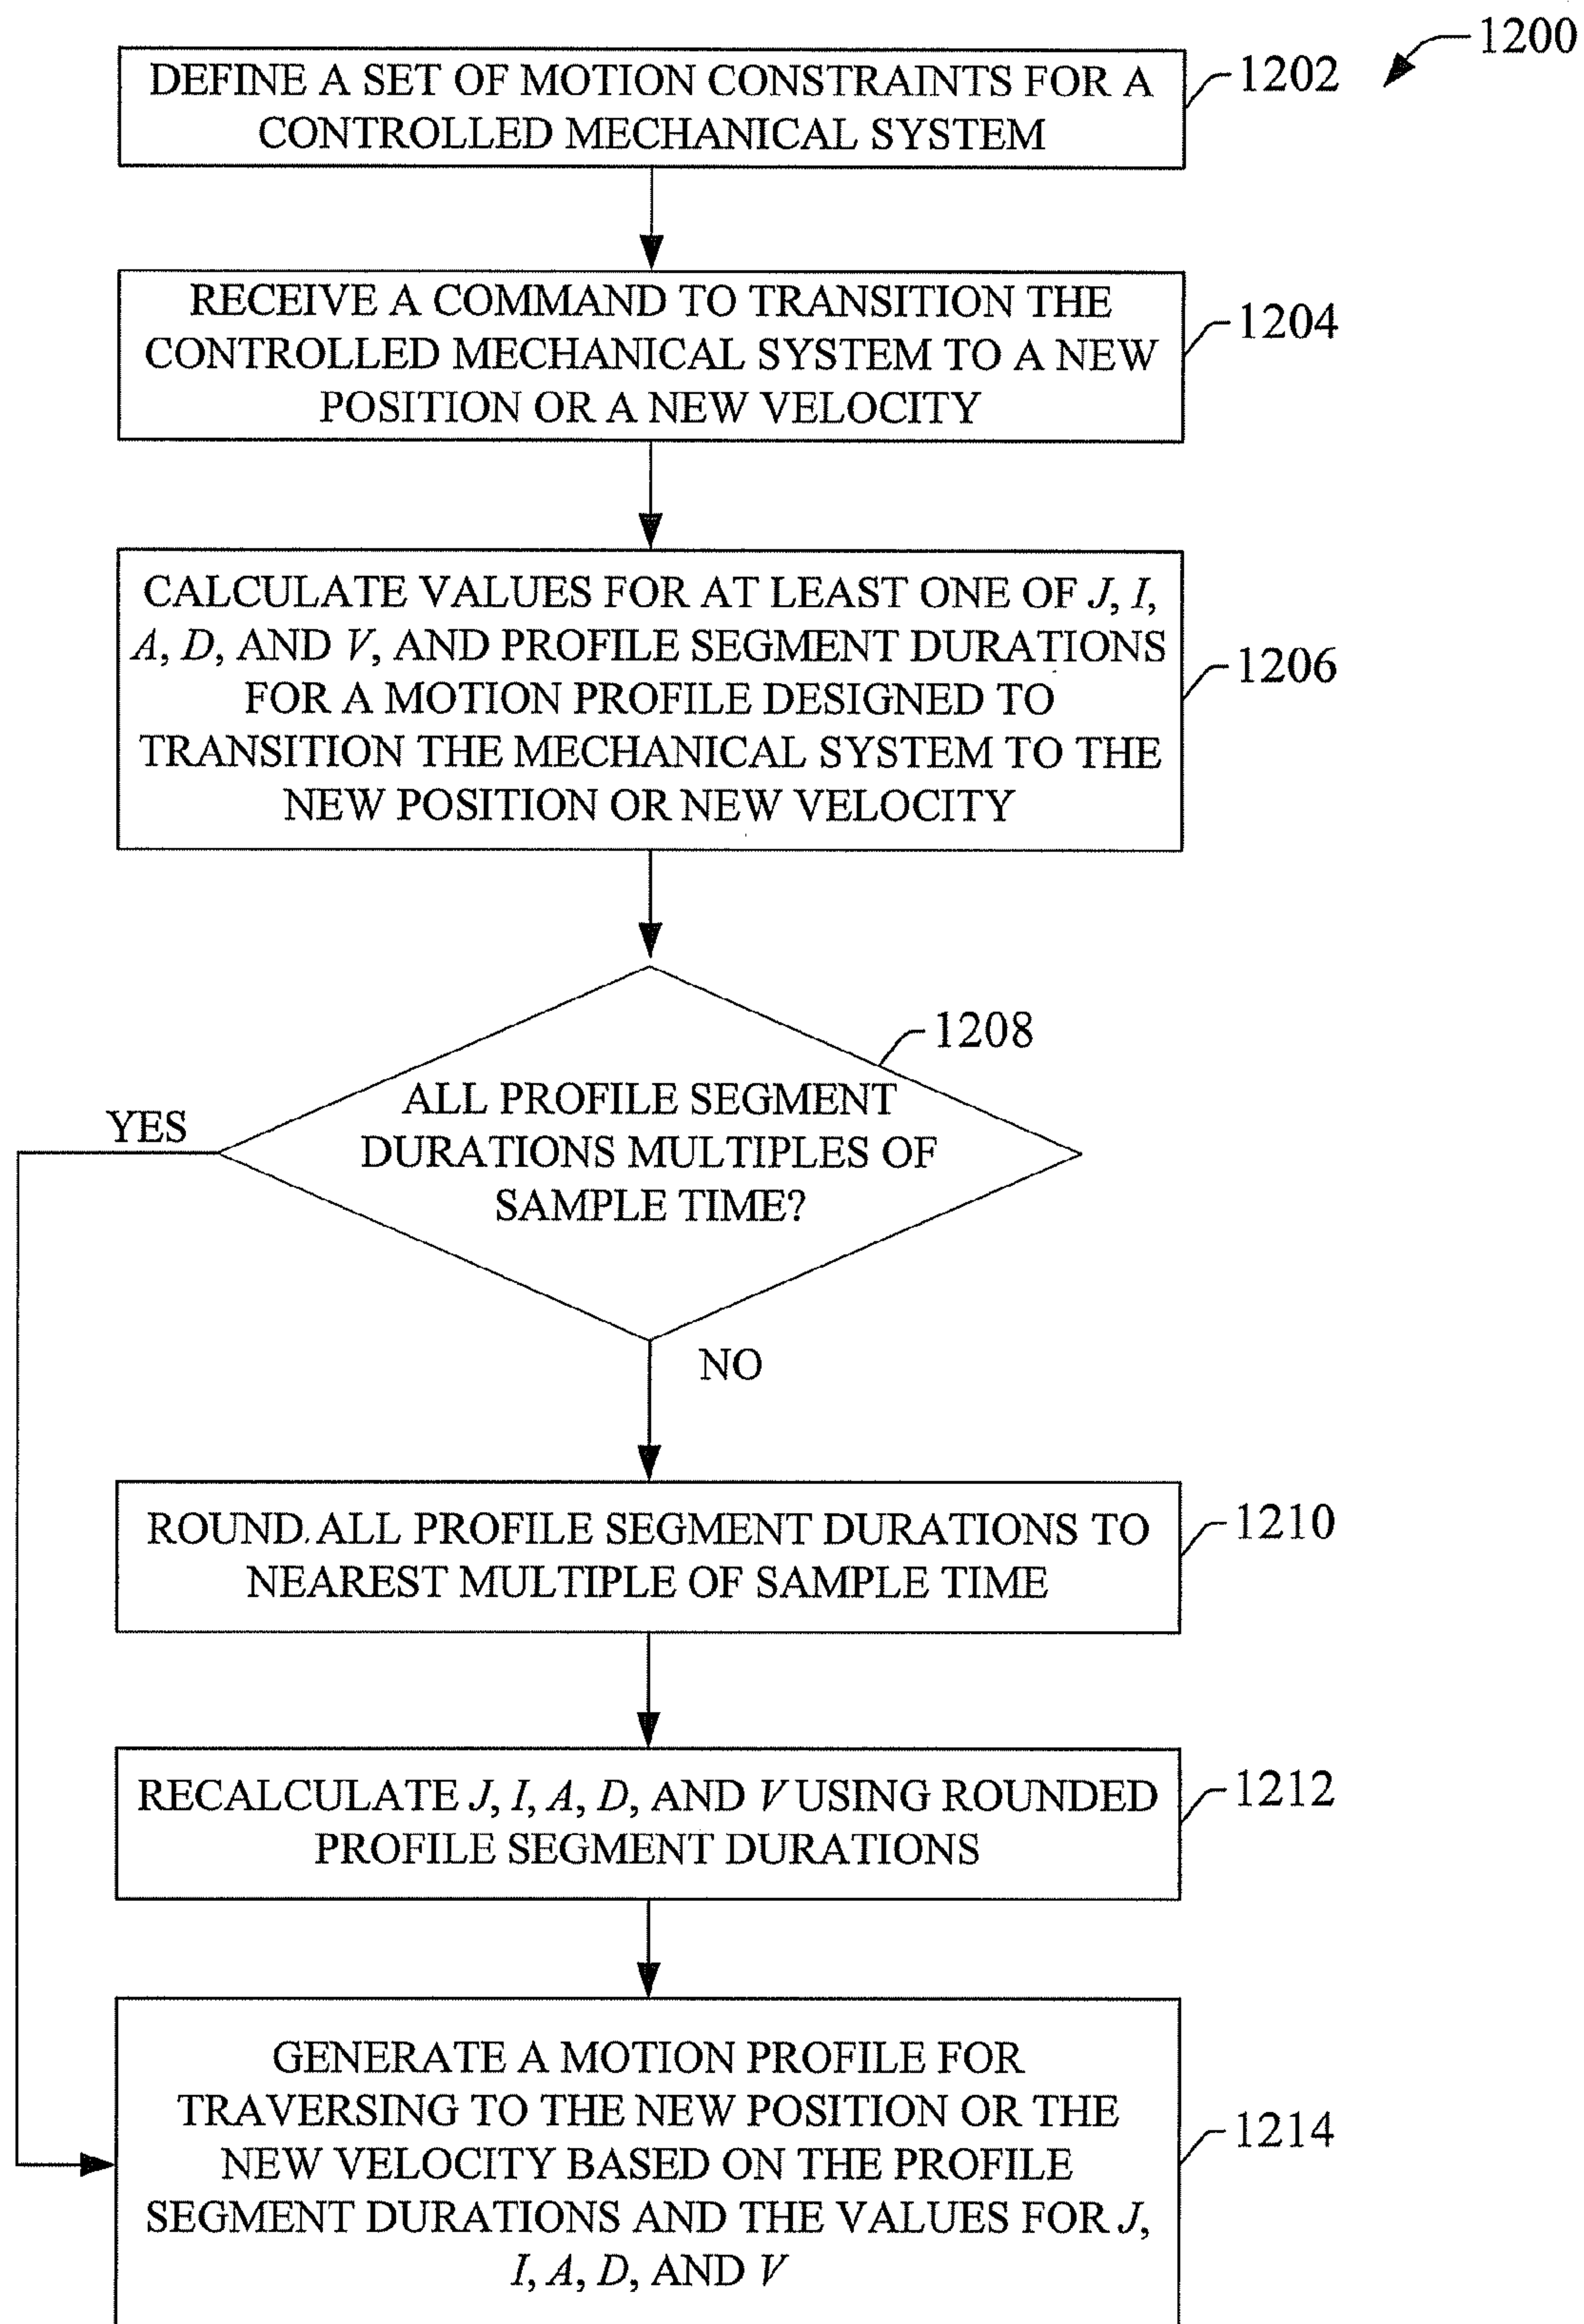 1200
DEFINE A SET OF MOTION CONSTRAINTS FOR A
CONTROLLED MECHANICAL SYSTEM
1202
RECEIVE A COMMAND TO TRANSITION THE
CONTROLLED MECHANICAL SYSTEM TO A NEW
POSITION OR A NEW VELOCITY
1204
CALCULATE VALUES FOR AT LEAST ONE OF J, I,
A, D, AND V, AND PROFILE SEGMENT DURATIONS
FOR A MOTION PROFILE DESIGNED TO
TRANSITION THE MECHANICAL SYSTEM TO THE
NEW POSITION OR NEW VELOCITY
1206
1208
ALL PROFILE SEGMENT
DURATIONS MULTIPLES OF
SAMPLE TIME?
YES
NO
ROUND ALL PROFILE SEGMENT DURATIONS TO
NEAREST MULTIPLE OF SAMPLE TIME
1210
RECALCULATE J, I, A, D, AND V USING ROUNDED
PROFILE SEGMENT DURATIONS
1212
GENERATE A MOTION PROFILE FOR
TRAVERSING TO THE NEW POSITION OR THE
NEW VELOCITY BASED ON THE PROFILE
SEGMENT DURATIONS AND THE VALUES FOR J,
I, A, D, AND V
1214